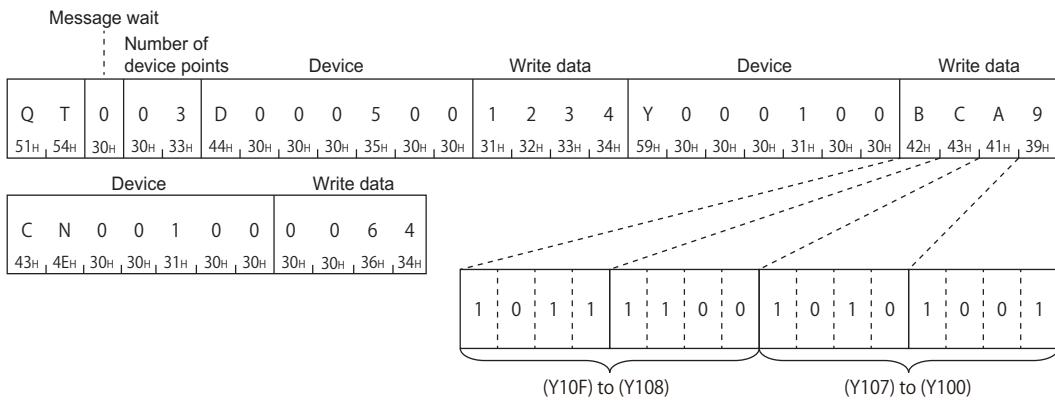 Message wait
Number of
device points Device Write data Device Write data
Q T 0 0 3 D 0 0 0 5 0 0 1 2 3 4 Y 0 0 0 1 0 0 B C A 9
51H 54H 30H 30H 33H 44H 30H 30H 30H 35H 30H 30H 31H 32H 33H 34H 59H 30H 30H 30H 31H 30H 30H 42H 43H 41H 39H
Device Write data
C N 0 0 1 0 0 0 0 6 4
43H 4EH 30H 30H 31H 30H 30H 30H 30H 36H 34H
1 0 1 1 1 1 0 0 1 0 1 0 1 0 0 1
(Y10F) to (Y108) (Y107) to (Y100)